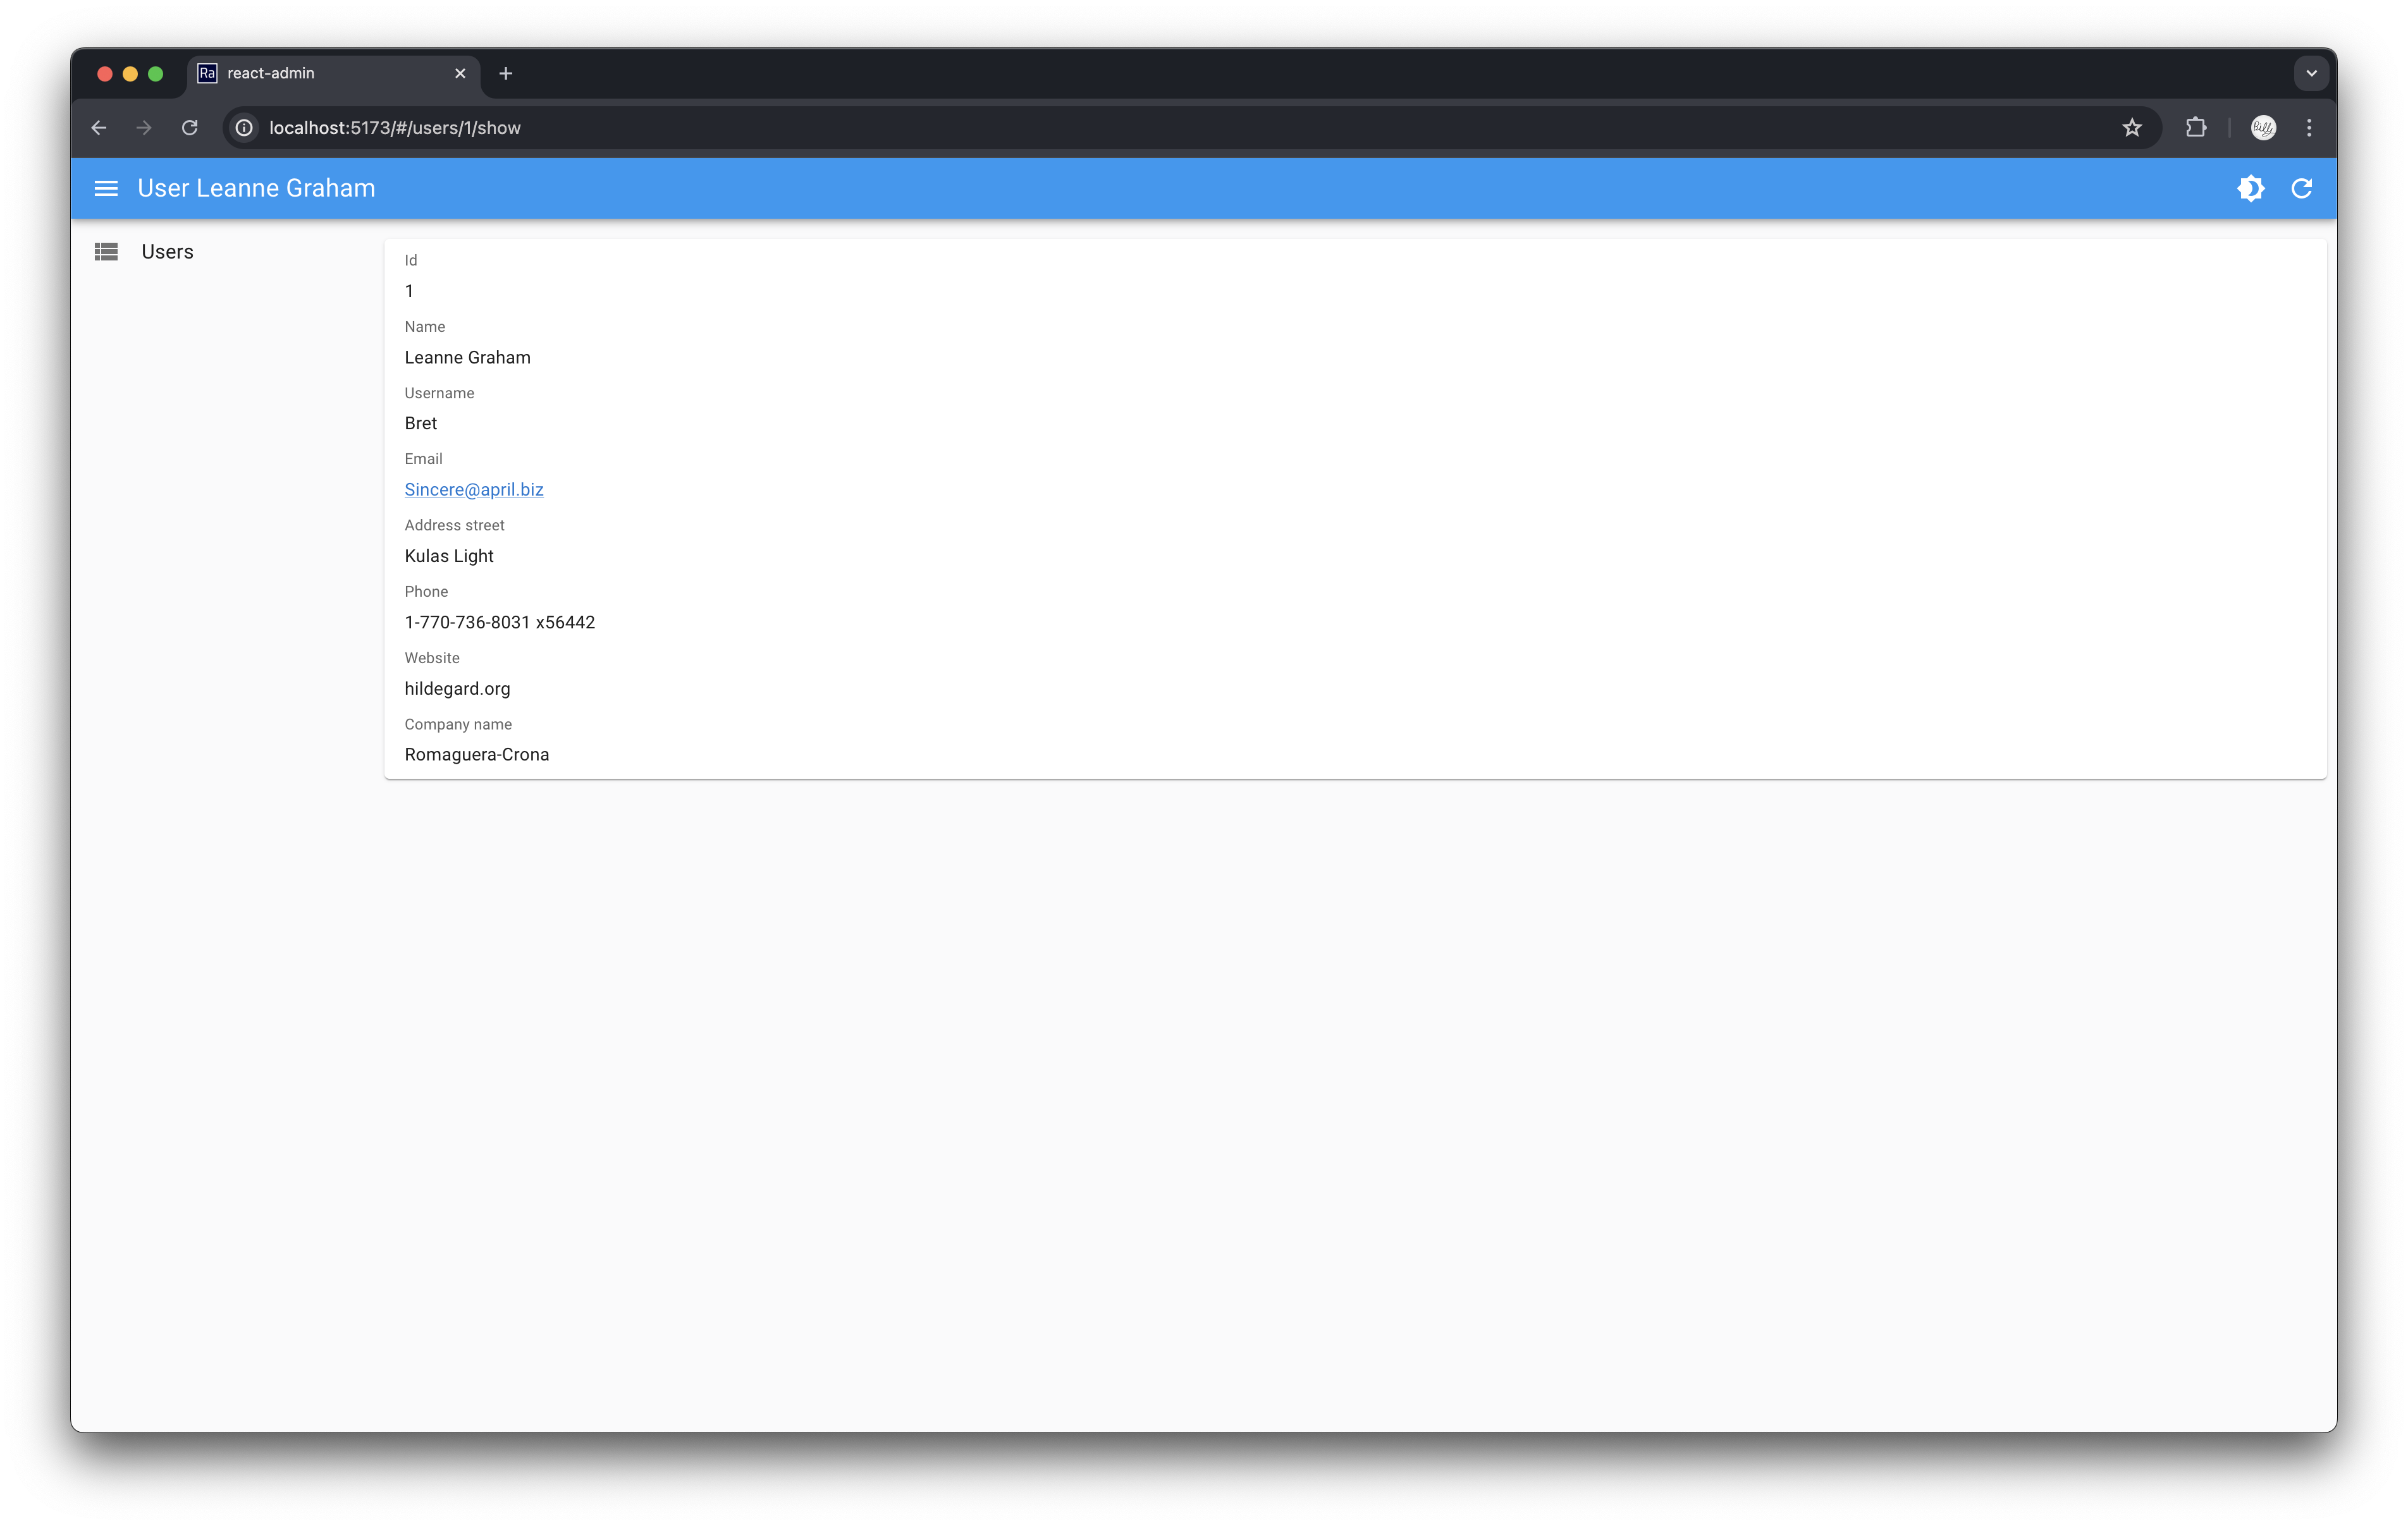 Ra react-admin
localhost:5173/#/users/1/show
Billy
User Leanne Graham
Users
Id
1
Name
Leanne Graham
Username
Bret
Email
Sincere@april.biz
Address street
Kulas Light
Phone
1-770-736-8031 x56442
Website
hildegard.org
Company name
Romaguera-Crona